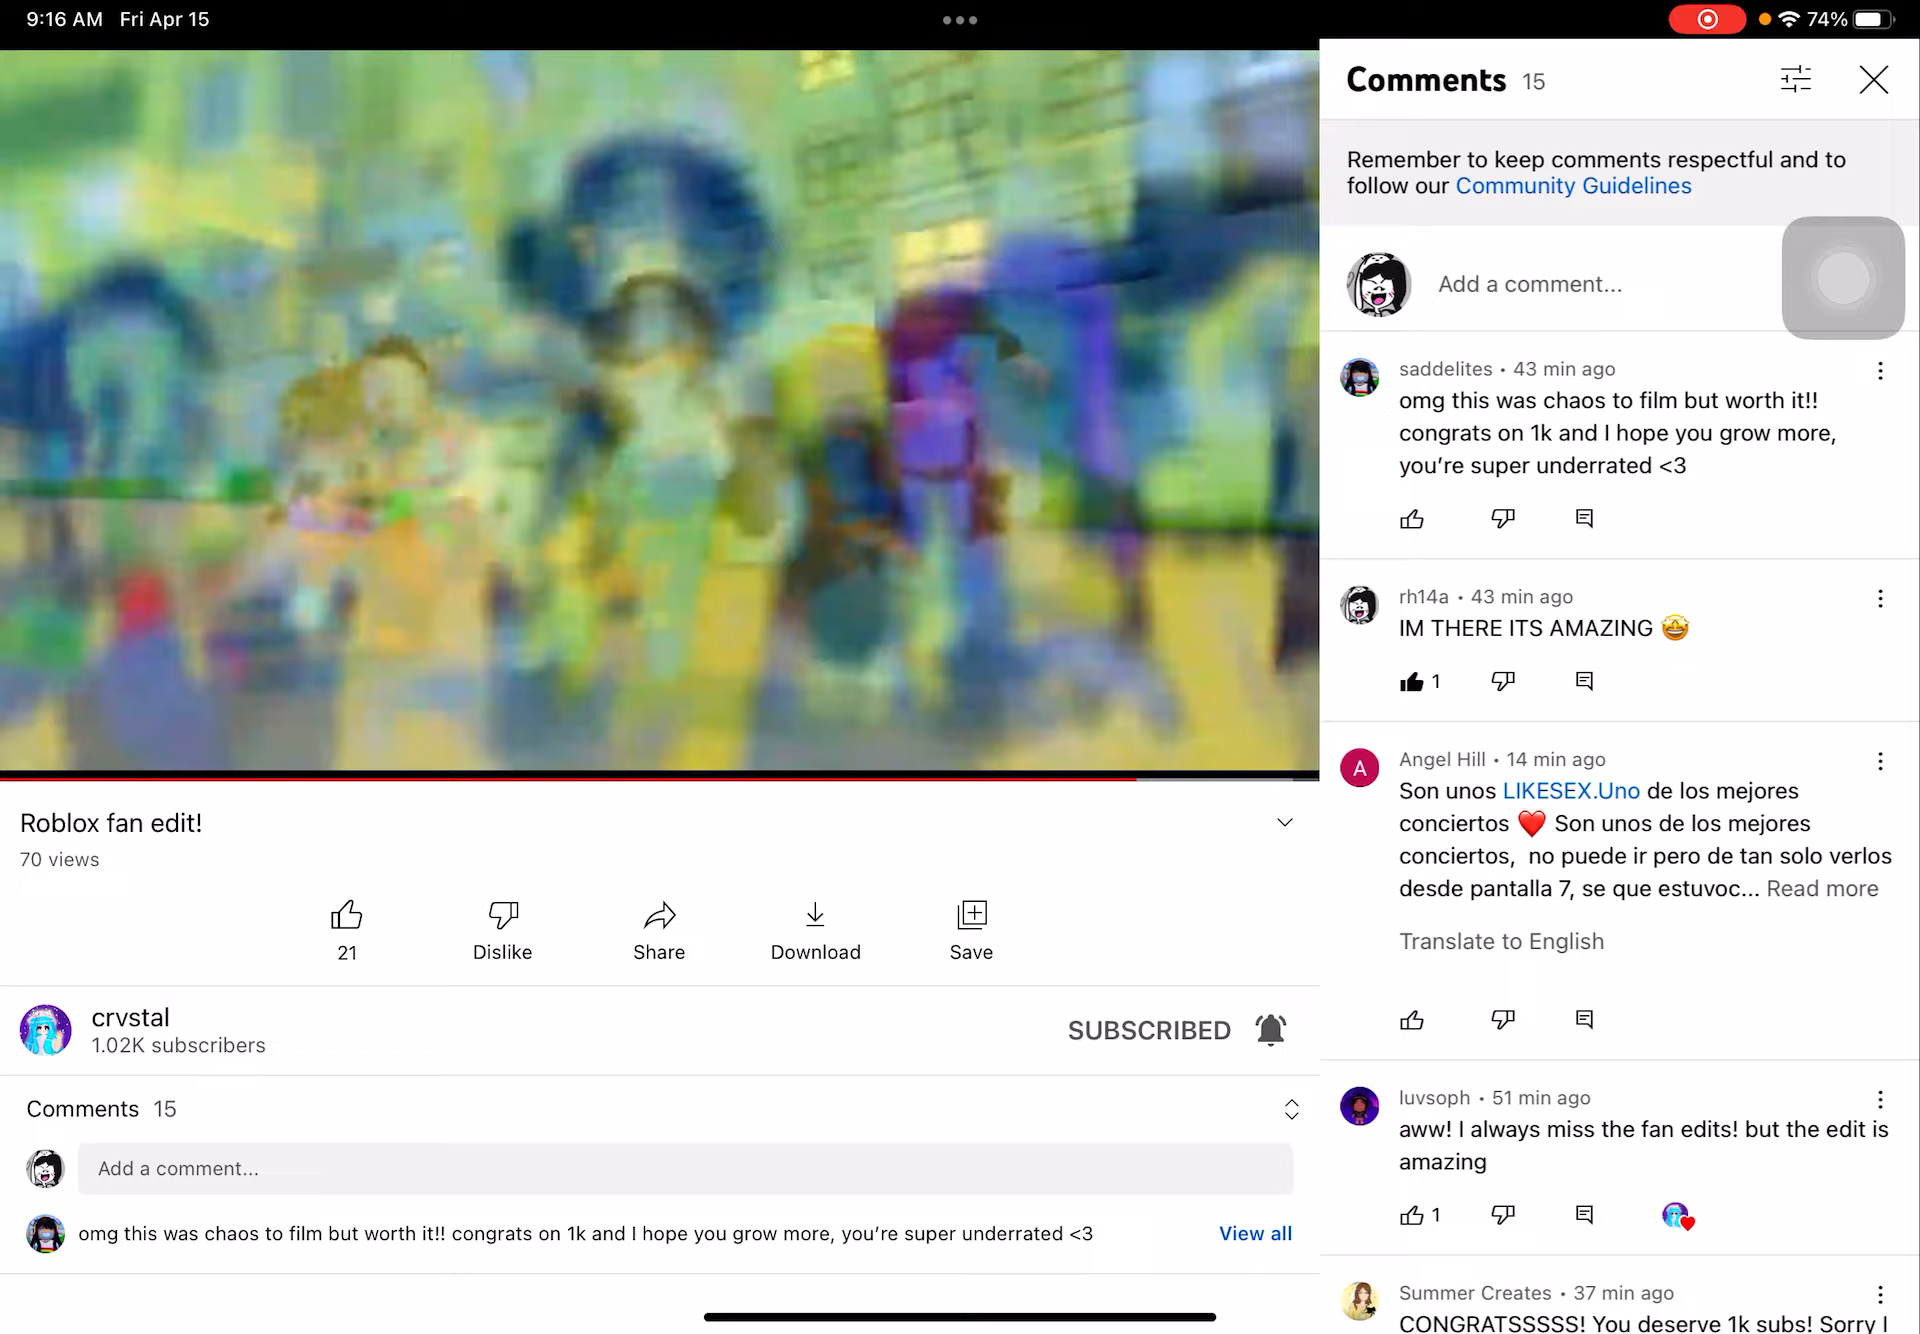 9:16 AM Fri Apr 15
74%
Roblox fan edit!
70 views
21
Dislike
Share
Download
Save
crvstal
1.02K subscribers
SUBSCRIBED
Comments 15
Add a comment...
omg this was chaos to film but worth it!! congrats on 1k and I hope you grow more, you’re super underrated <3
View all
Comments 15
Remember to keep comments respectful and to
follow our Community Guidelines
Add a comment...
saddelites • 43 min ago
omg this was chaos to film but worth it!!
congrats on 1k and I hope you grow more,
you’re super underrated <3
rh14a • 43 min ago
IM THERE ITS AMAZING 🤩
1
A
Angel Hill • 14 min ago
Son unos LIKESEX.Uno de los mejores
conciertos ❤️ Son unos de los mejores
conciertos, no puede ir pero de tan solo verlos
desde pantalla 7, se que estuvoc... Read more
Translate to English
luvsoph • 51 min ago
aww! I always miss the fan edits! but the edit is
amazing
1
Summer Creates • 37 min ago
CONGRATSSSSS! You deserve 1k subs! Sorry I